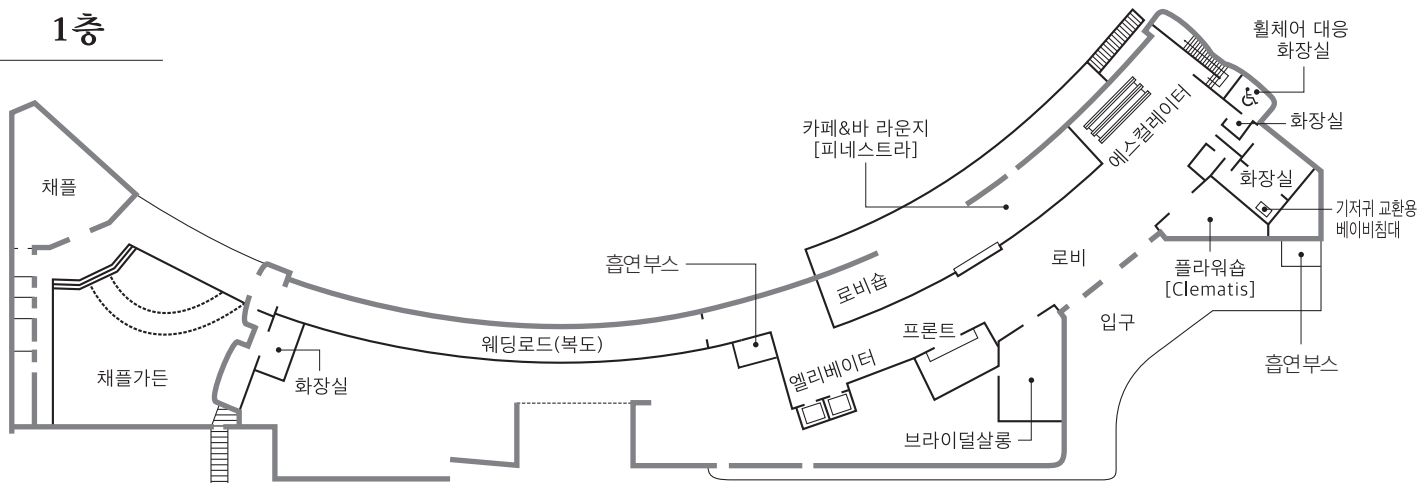 1층
휠체어 대응
화장실
카페&바 라운지
[피네스트라]
에스컬레이터
화장실
채플
화장실
기저귀 교환용
베이비침대
흡연부스
로비숍
로비
플라워숍
[Clematis]
입구
프론트
웨딩로드(복도)
엘리베이터
흡연부스
채플가든
화장실
브라이덜살롱